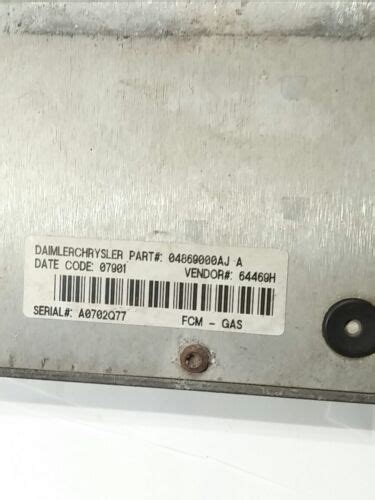 DAIMLERCHRYSLER PART#: 04869000AJ A
DATE CODE: 07901 VENDOR#: 64469H
SERIAL#: A0702Q77 FCM - GAS